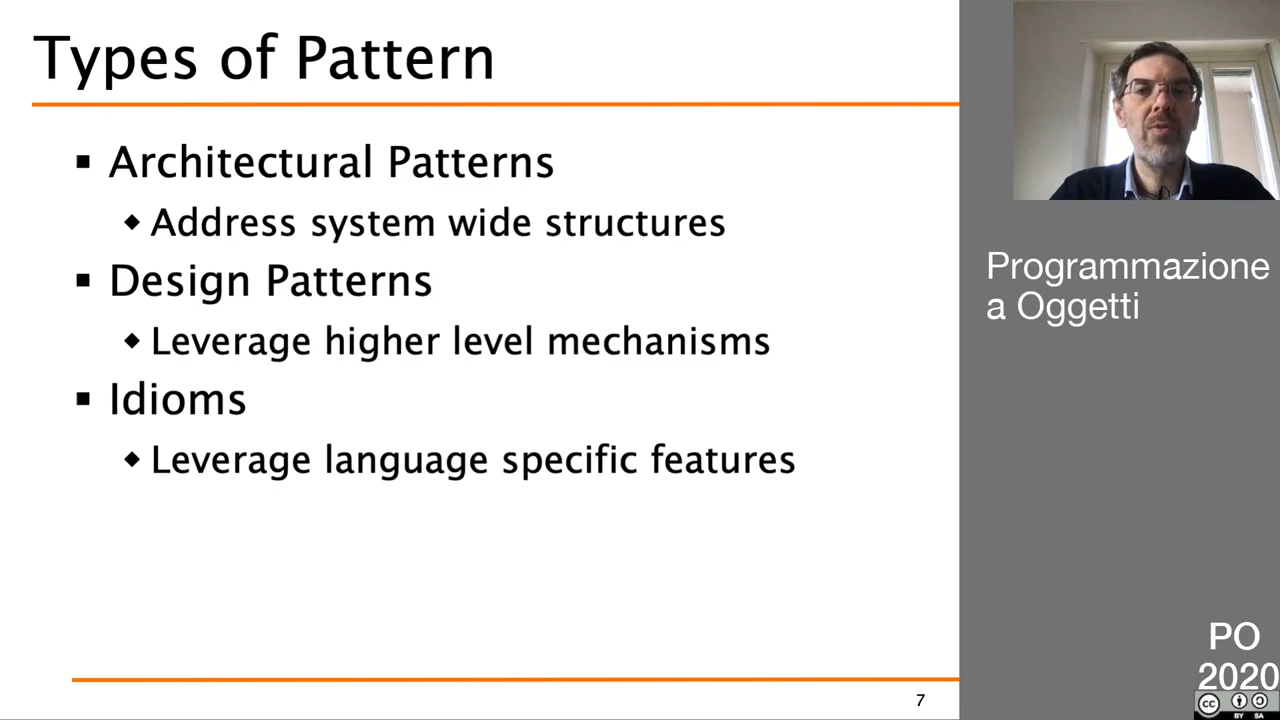 Types of Pattern
▪ Architectural Patterns
◆ Address system wide structures
▪ Design Patterns
◆ Leverage higher level mechanisms
▪ Idioms
◆ Leverage language specific features
7
Programmazione
a Oggetti
PO
2020
cc
BY SA